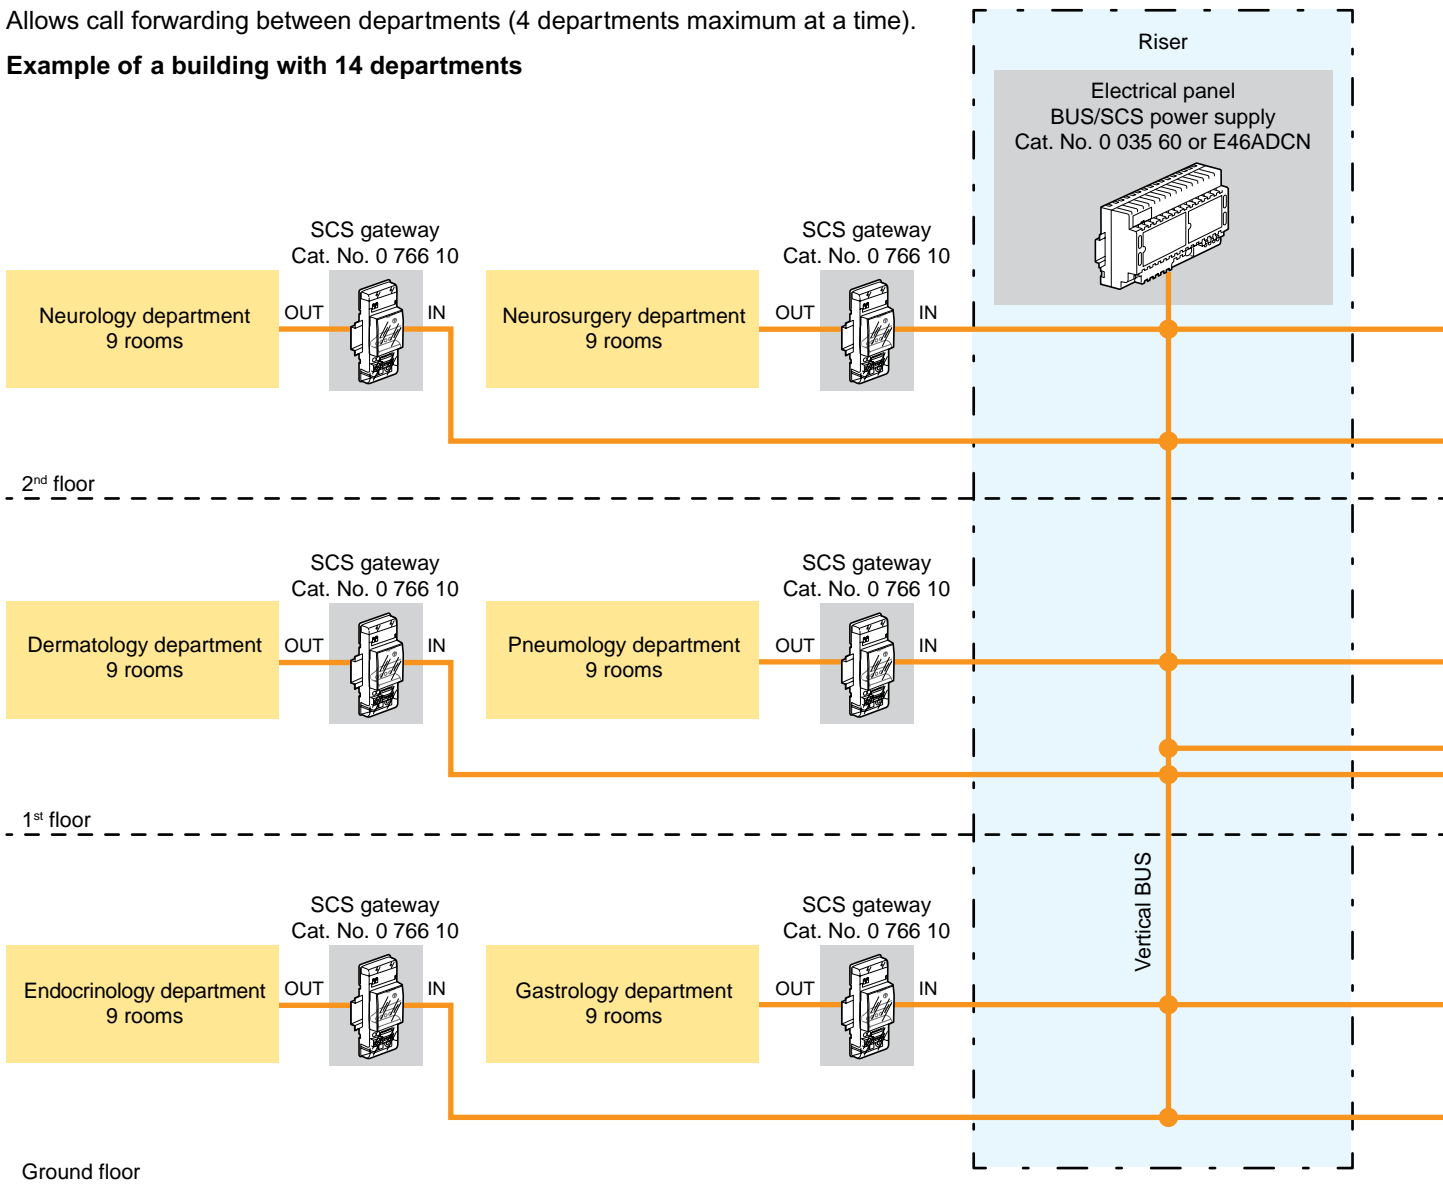 Allows call forwarding between departments (4 departments maximum at a time).
Example of a building with 14 departments
Riser
Electrical panel
BUS/SCS power supply
Cat. No. 0 035 60 or E46ADCN
SCS gateway
Cat. No. 0 766 10
SCS gateway
Cat. No. 0 766 10
Neurology department
9 rooms
OUT
IN
Neurosurgery department
9 rooms
OUT
IN
2nd floor
SCS gateway
Cat. No. 0 766 10
SCS gateway
Cat. No. 0 766 10
Dermatology department
9 rooms
OUT
IN
Pneumology department
9 rooms
OUT
IN
1st floor
Vertical BUS
SCS gateway
Cat. No. 0 766 10
SCS gateway
Cat. No. 0 766 10
Endocrinology department
9 rooms
OUT
IN
Gastrology department
9 rooms
OUT
IN
Ground floor